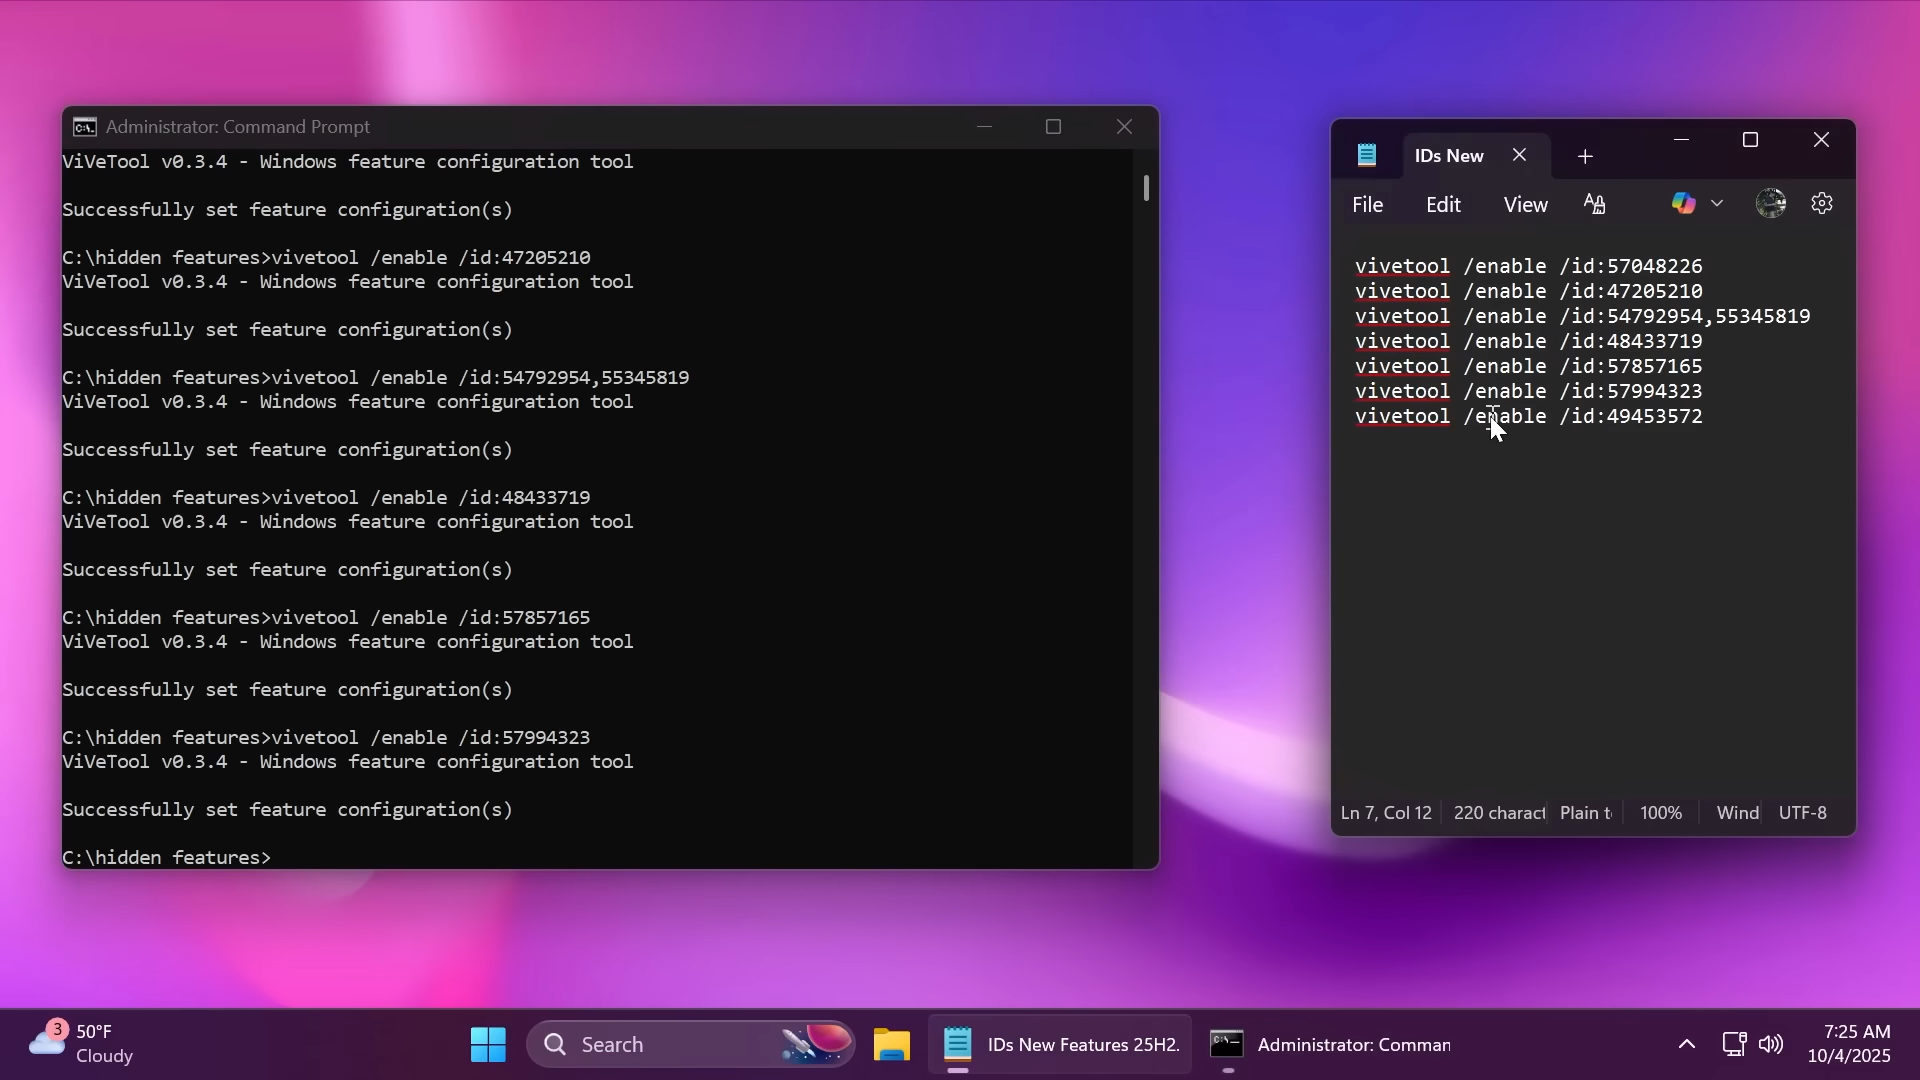 Administrator: Command Prompt
ViVeTool v0.3.4 - Windows feature configuration tool
Successfully set feature configuration(s)
C:\hidden features>vivetool /enable /id:47205210
ViVeTool v0.3.4 - Windows feature configuration tool
Successfully set feature configuration(s)
C:\hidden features>vivetool /enable /id:54792954,55345819
ViVeTool v0.3.4 - Windows feature configuration tool
Successfully set feature configuration(s)
C:\hidden features>vivetool /enable /id:48433719
ViVeTool v0.3.4 - Windows feature configuration tool
Successfully set feature configuration(s)
C:\hidden features>vivetool /enable /id:57857165
ViVeTool v0.3.4 - Windows feature configuration tool
Successfully set feature configuration(s)
C:\hidden features>vivetool /enable /id:57994323
ViVeTool v0.3.4 - Windows feature configuration tool
Successfully set feature configuration(s)
C:\hidden features>
IDs New
File Edit View
vivetool /enable /id:57048226
vivetool /enable /id:47205210
vivetool /enable /id:54792954,55345819
vivetool /enable /id:48433719
vivetool /enable /id:57857165
vivetool /enable /id:57994323
vivetool /enable /id:49453572
Ln 7, Col 12 220 charact Plain t 100% Wind UTF-8
3 50°F
Cloudy
Search
IDs New Features 25H2.
C:\_ Administrator: Comman
7:25 AM
10/4/2025